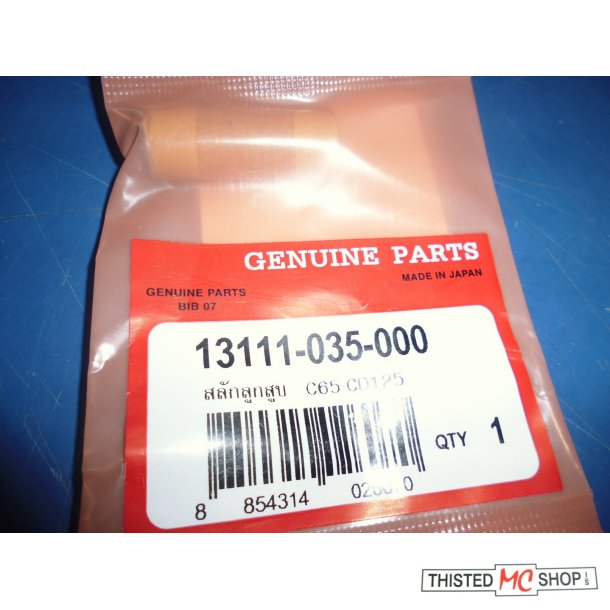 GENUINE PARTS
MADE IN JAPAN
GENUINE PARTS
BIB 07
13111-035-000
สลักลูกสูบ C65 CD125
QTY 1
8 854314
THISTED MC SHOP I/S